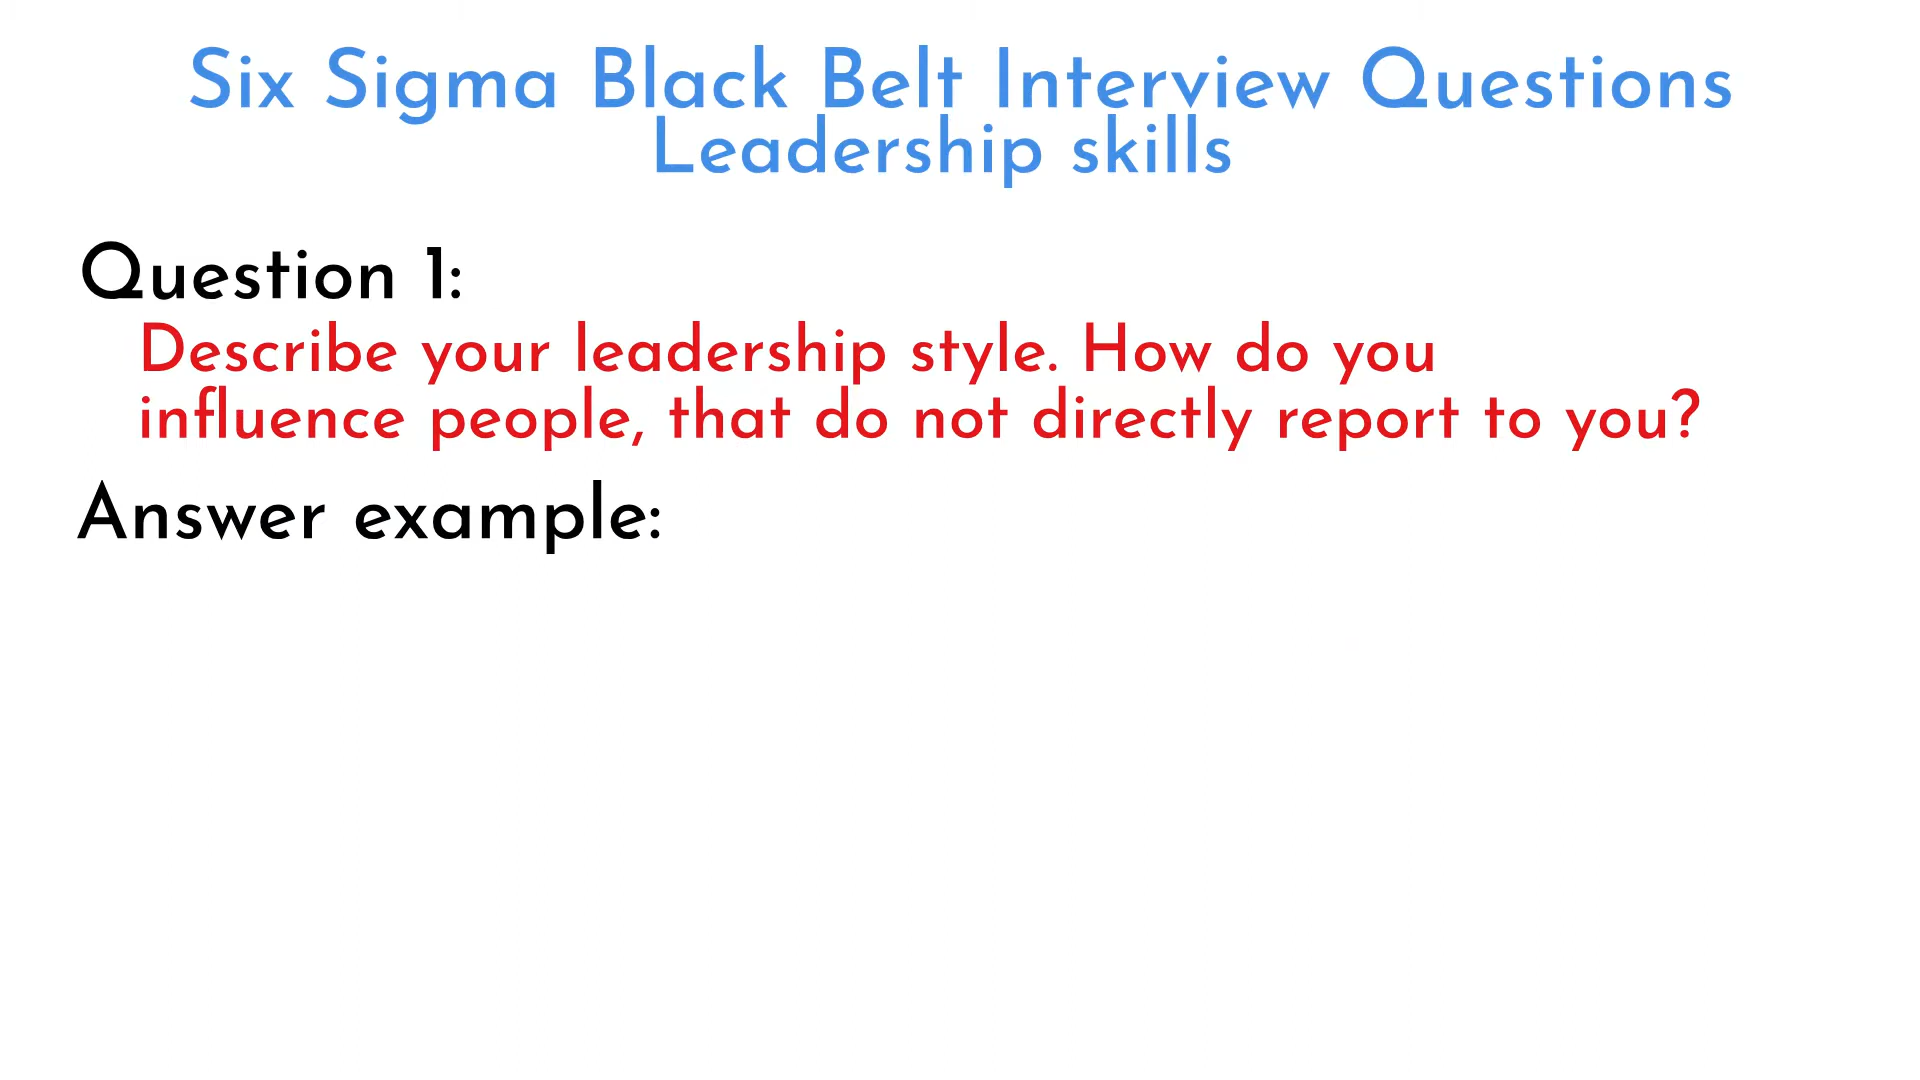 Six Sigma Black Belt Interview Questions
Leadership skills
Question 1:
Describe your leadership style. How do you
influence people, that do not directly report to you?
Answer example: